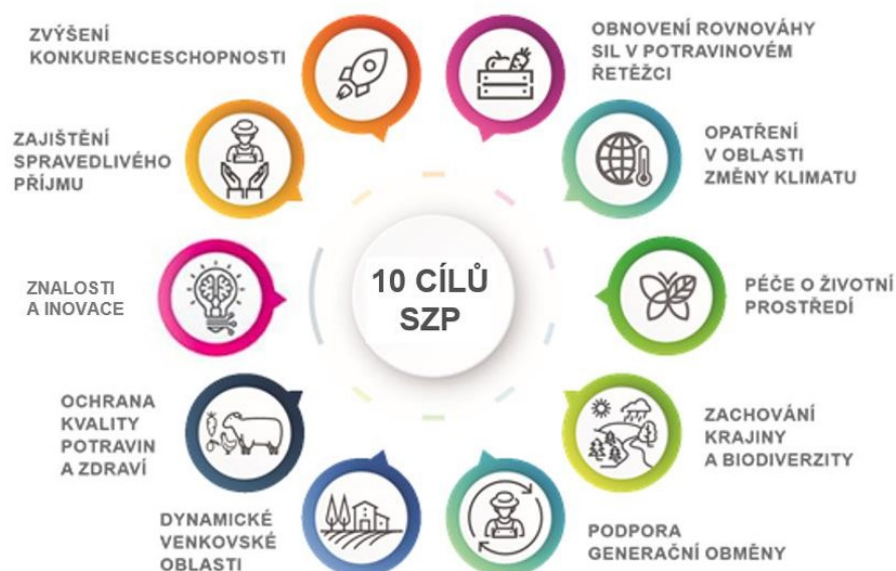 ZVÝŠENÍ
KONKURENCESCHOPNOSTI
OBNOVENÍ ROVNOVÁHY
SIL V POTRAVINOVÉM
ŘETĚŽCI
ZAJIŠTĚNÍ
SPRAVEDLIVÉHO
PŘÍJMU
OPATŘENÍ
V OBLASTI
ZMĚNY KLIMATU
ZNALOSTI
A INOVACE
10 CÍLŮ
SZP
PÉČE O ŽIVOTNÍ
PROSTŘEDÍ
OCHRANA
KVALITY
POTRAVIN
A ZDRAVÍ
ZACHOVÁNÍ
KRAJINY
A BIODIVERZITY
DYNAMICKÉ
VENKOVSKÉ
OBLASTI
PODPORA
GENERAČNÍ OBMĚNY